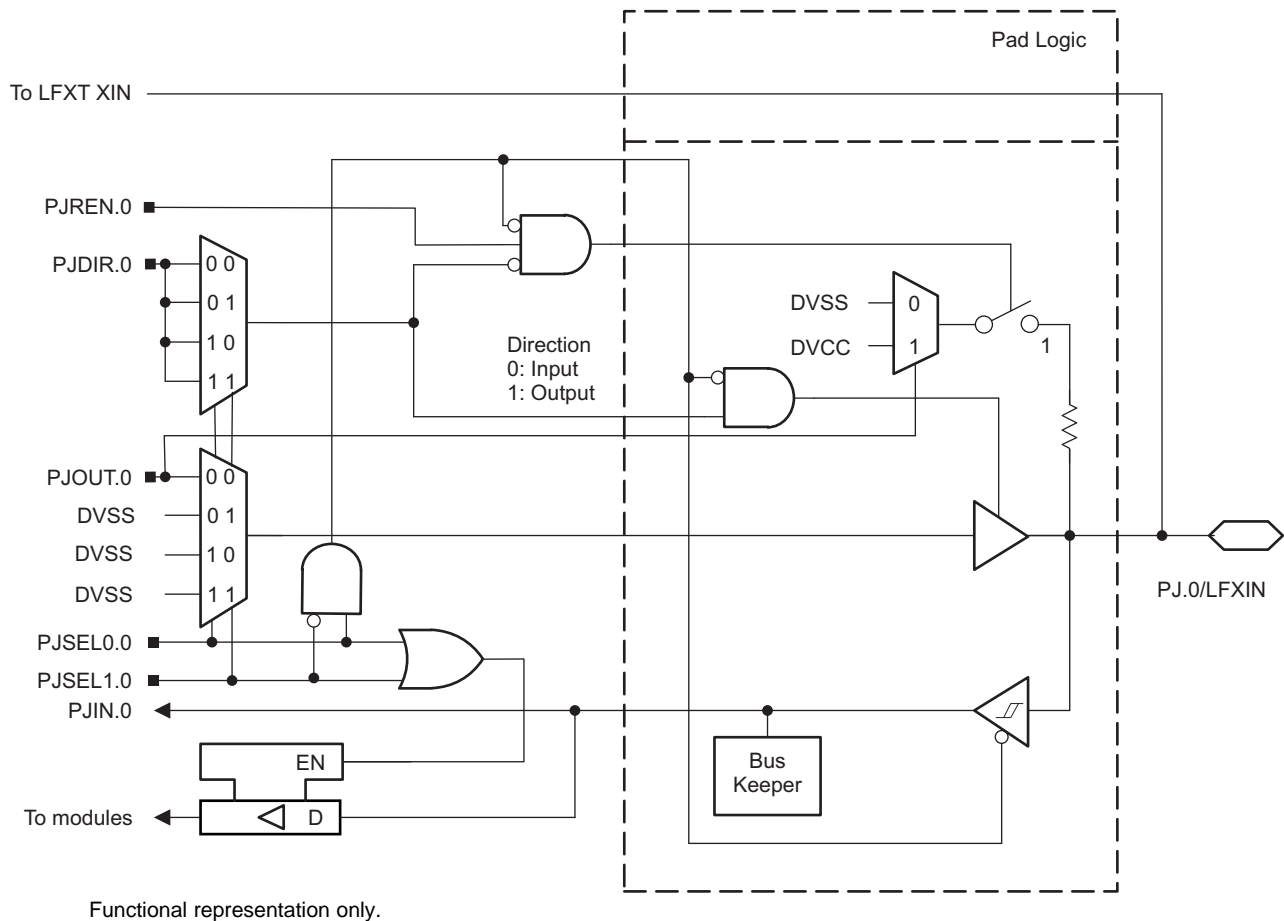 Pad Logic
To LFXT XIN
PJREN.0
PJDIR.0
0 0
0 1
1 0
1 1
Direction
0: Input
1: Output
DVSS
0
DVCC
1
1
PJOUT.0
0 0
DVSS
0 1
DVSS
1 0
DVSS
1 1
PJ.0/LFXIN
PJSEL0.0
PJSEL1.0
PJIN.0
EN
Bus
Keeper
To modules
D
Functional representation only.